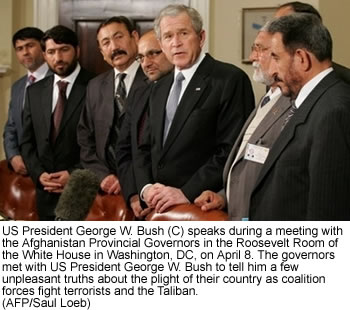 US President George W. Bush (C) speaks during a meeting with
the Afghanistan Provincial Governors in the Roosevelt Room of
the White House in Washington, DC, on April 8. The governors
met with US President George W. Bush to tell him a few
unpleasant truths about the plight of their country as coalition
forces fight terrorists and the Taliban.
(AFP/Saul Loeb)